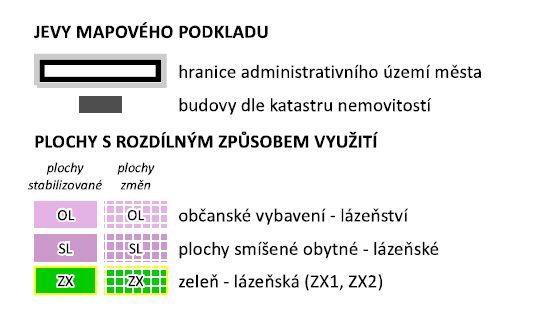 JEVY MAPOVÉHO PODKLADU
hranice administrativního území města
budovy dle katastru nemovitostí
PLOCHY S ROZDÍLNÝM ZPŮSOBEM VYUŽITÍ
plochy stabilizované plochy změn
OL OL občanské vybavení - lázeňství
SL SL plochy smíšené obytné - lázeňské
ZX ZX zeleň - lázeňská (ZX1, ZX2)